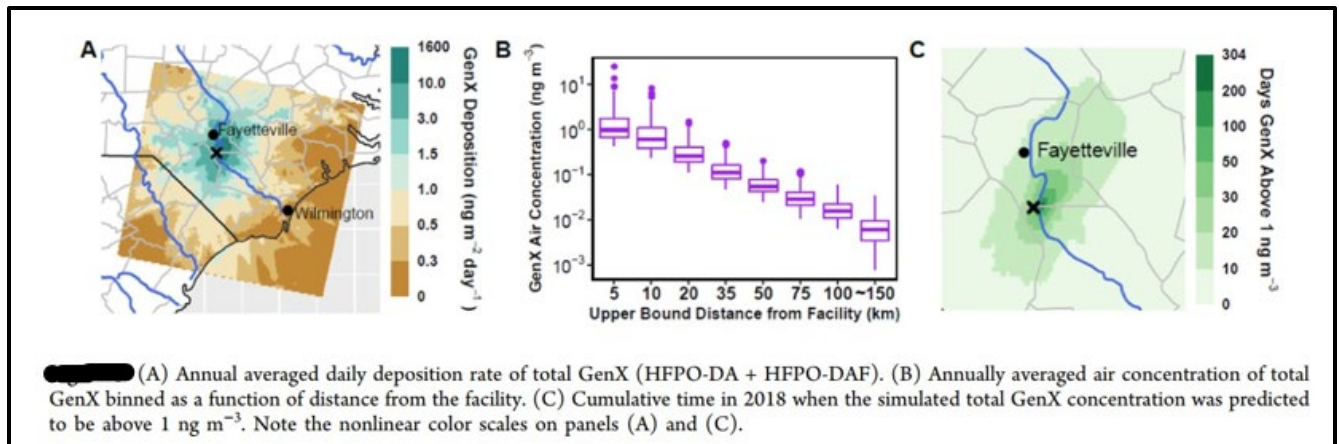 A
Fayetteville
Wilmington
1600
10.0
3.0
1.5
1.0
0.5
0.3
0
GenX Deposition (ng m⁻² day⁻¹)
B
GenX Air Concentration (ng m⁻³)
10¹
10⁰
10⁻¹
10⁻²
10⁻³
5 10 20 35 50 75 100 ~150
Upper Bound Distance from Facility (km)
C
Fayetteville
304
200
100
50
30
20
10
0
Days GenX Above 1 ng m⁻³
(A) Annual averaged daily deposition rate of total GenX (HFPO-DA + HFPO-DAF). (B) Annually averaged air concentration of total
GenX binned as a function of distance from the facility. (C) Cumulative time in 2018 when the simulated total GenX concentration was predicted
to be above 1 ng m⁻³. Note the nonlinear color scales on panels (A) and (C).